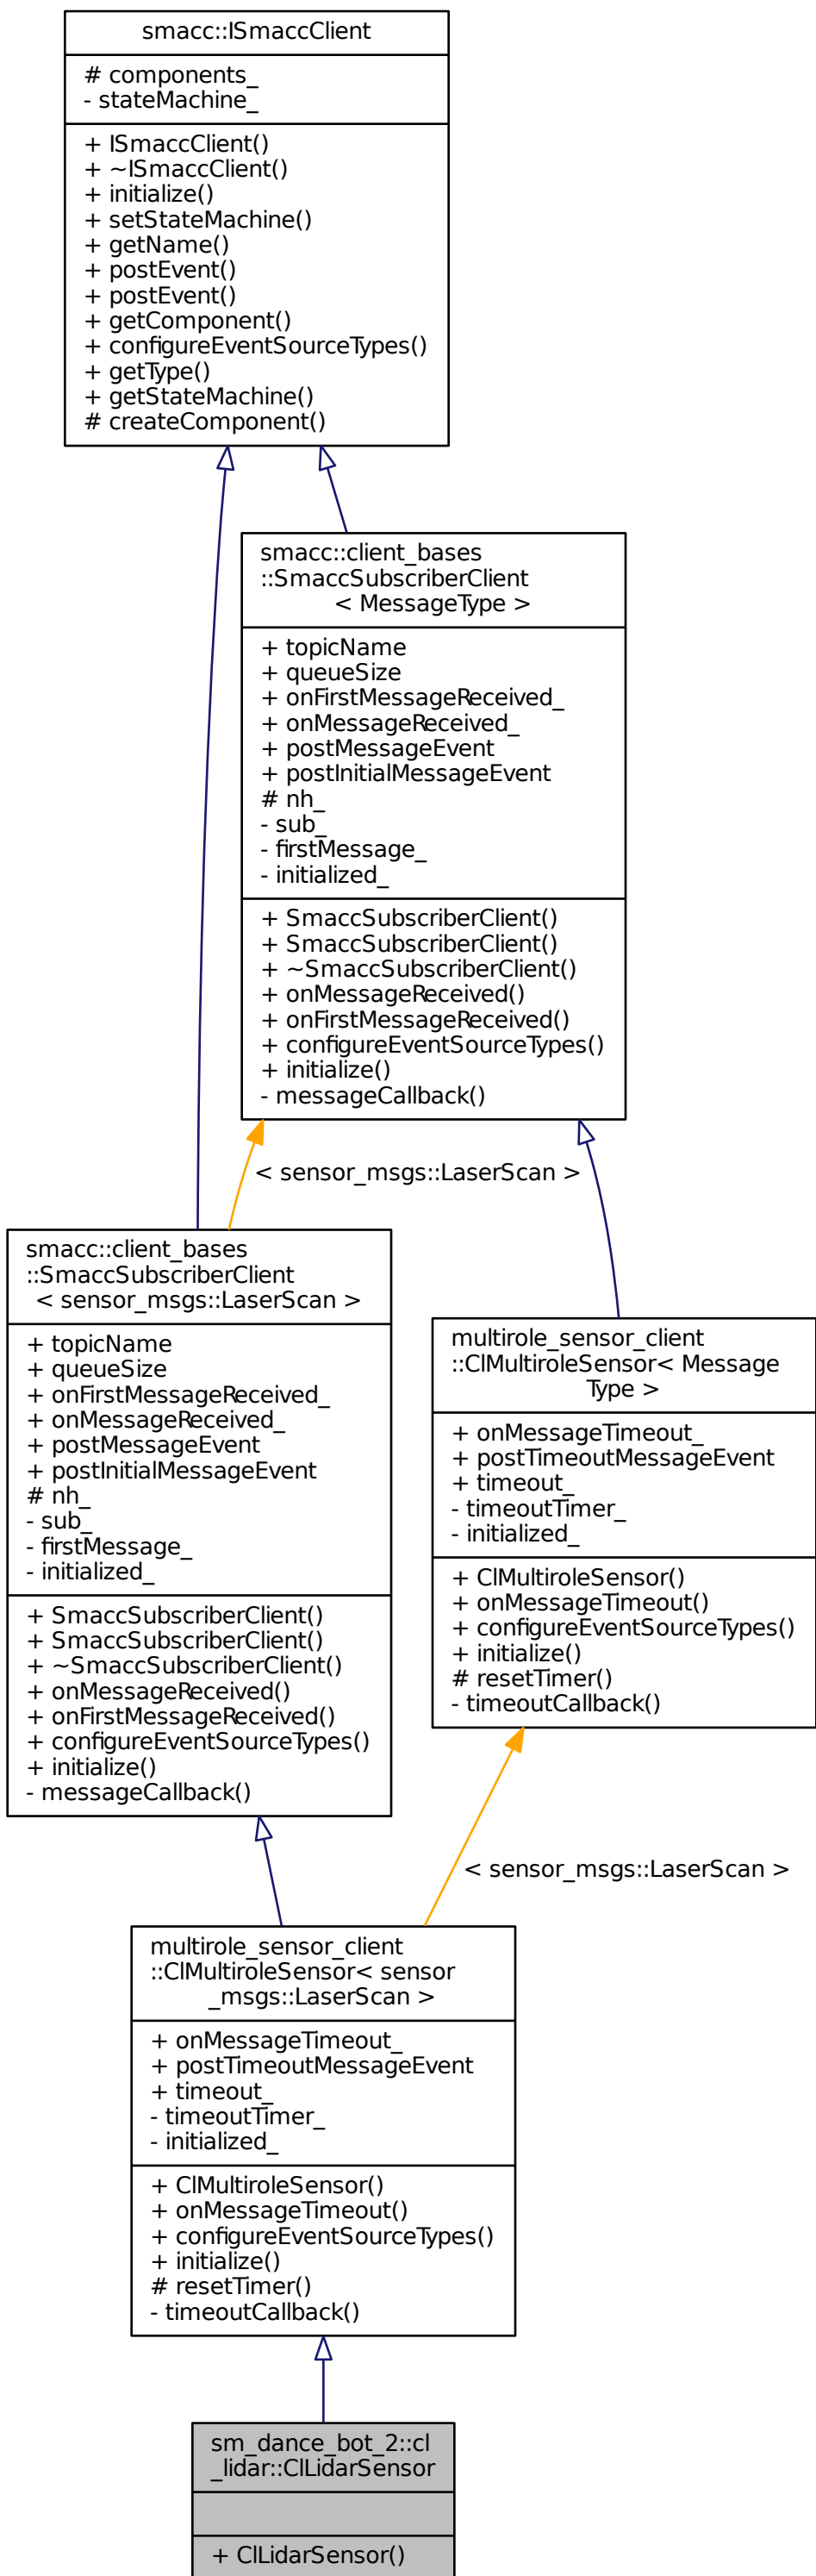 smacc::ISmaccClient
# components_
- stateMachine_
+ ISmaccClient()
+ ~ISmaccClient()
+ initialize()
+ setStateMachine()
+ getName()
+ postEvent()
+ postEvent()
+ getComponent()
+ configureEventSourceTypes()
+ getType()
+ getStateMachine()
# createComponent()
smacc::client_bases
::SmaccSubscriberClient
< MessageType >
+ topicName
+ queueSize
+ onFirstMessageReceived_
+ onMessageReceived_
+ postMessageEvent
+ postInitialMessageEvent
# nh_
- sub_
- firstMessage_
- initialized_
+ SmaccSubscriberClient()
+ SmaccSubscriberClient()
+ ~SmaccSubscriberClient()
+ onMessageReceived()
+ onFirstMessageReceived()
+ configureEventSourceTypes()
+ initialize()
- messageCallback()
< sensor_msgs::LaserScan >
smacc::client_bases
::SmaccSubscriberClient
< sensor_msgs::LaserScan >
+ topicName
+ queueSize
+ onFirstMessageReceived_
+ onMessageReceived_
+ postMessageEvent
+ postInitialMessageEvent
# nh_
- sub_
- firstMessage_
- initialized_
+ SmaccSubscriberClient()
+ SmaccSubscriberClient()
+ ~SmaccSubscriberClient()
+ onMessageReceived()
+ onFirstMessageReceived()
+ configureEventSourceTypes()
+ initialize()
- messageCallback()
multirole_sensor_client
::ClMultiroleSensor< Message
Type >
+ onMessageTimeout_
+ postTimeoutMessageEvent
+ timeout_
- timeoutTimer_
- initialized_
+ ClMultiroleSensor()
+ onMessageTimeout()
+ configureEventSourceTypes()
+ initialize()
# resetTimer()
- timeoutCallback()
< sensor_msgs::LaserScan >
multirole_sensor_client
::ClMultiroleSensor< sensor
_msgs::LaserScan >
+ onMessageTimeout_
+ postTimeoutMessageEvent
+ timeout_
- timeoutTimer_
- initialized_
+ ClMultiroleSensor()
+ onMessageTimeout()
+ configureEventSourceTypes()
+ initialize()
# resetTimer()
- timeoutCallback()
sm_dance_bot_2::cl
_lidar::ClLidarSensor
+ ClLidarSensor()